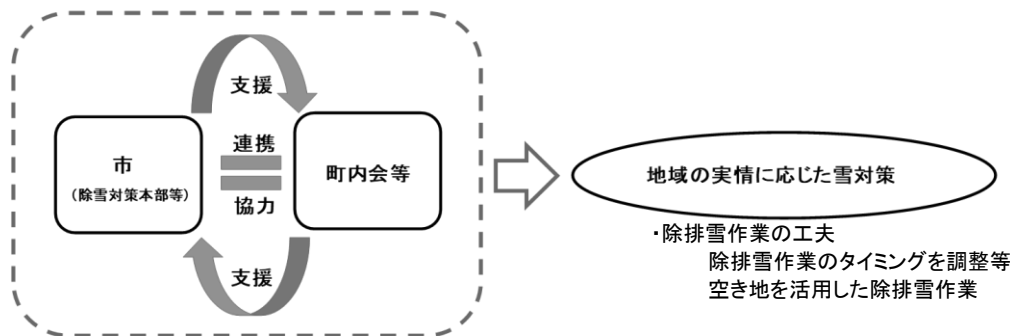 支援
連携
市
(除雪対策本部等)
町内会等
協力
支援
地域の実情に応じた雪対策
・除排雪作業の工夫
除排雪作業のタイミングを調整等
空き地を活用した除排雪作業